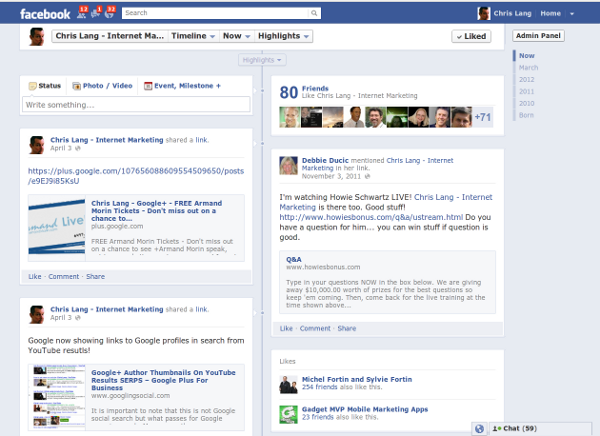 facebook 12 1 32 Search Chris Lang Home
Chris Lang - Internet Ma... Timeline Now Highlights Liked Admin Panel
Highlights
Now
March
2012
2011
2010
Born
Status Photo / Video Event, Milestone +
Write something...
Chris Lang - Internet Marketing shared a link.
April 3
https://plus.google.com/107656088609554509650/posts
/e9EJ9i85KsU
Chris Lang - Google+ - FREE Armand
Morin Tickets - Don't miss out on a
chance to...
plus.google.com
FREE Armand Morin Tickets - Don't miss out
on a chance to see +Armand Morin speak,
Like · Comment · Share
Chris Lang - Internet Marketing shared a link.
April 3
Google now showing links to Google profiles in search from
YouTube resutls!
Google+ Author Thumbnails On YouTube
Results SERPS – Google Plus For
Business
www.googlingsocial.com
It is important to note that this is not Google
social search but what passes for Google
80 Friends
Like Chris Lang - Internet Marketing
+71
Debbie Ducic mentioned Chris Lang - Internet
Marketing in her link.
November 3, 2011
I'm watching Howie Schwartz LIVE! Chris Lang - Internet
Marketing is there too. Good stuff!
http://www.howiesbonus.com/q&a/ustream.html Do you
have a question for him... you can win stuff if question is
good.
Q&A
www.howiesbonus.com
Type in your questions NOW in the box below. We are giving
away $10,000.00 worth of prizes for the best questions so
keep 'em coming. Then, come back for the live training at the
time shown above...
Like · Comment · Share
Likes
Michel Fortin and Sylvie Fortin
254 friends also like this.
Gadget MVP Mobile Marketing Apps
23 friends also like this.
Chat (59)